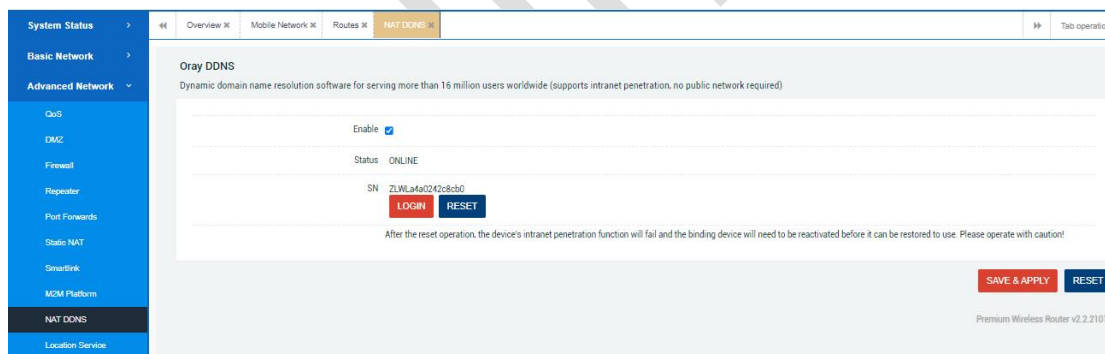 System Status
Overview Mobile Network Routes NAT DDNS
Basic Network
Advanced Network
QoS
DMZ
Firewall
Repeater
Port Forwards
Static NAT
Smartlink
M2M Platform
NAT DDNS
Location Service
Oray DDNS
Dynamic domain name resolution software for serving more than 16 million users worldwide (supports intranet penetration, no public network required)
Enable
Status ONLINE
SN ZLWLa4a0242c8cb0
LOGIN RESET
After the reset operation, the device's intranet penetration function will fail and the binding device will need to be reactivated before it can be restored to use. Please operate with caution!
SAVE & APPLY RESET
Premium Wireless Router v2.2.210